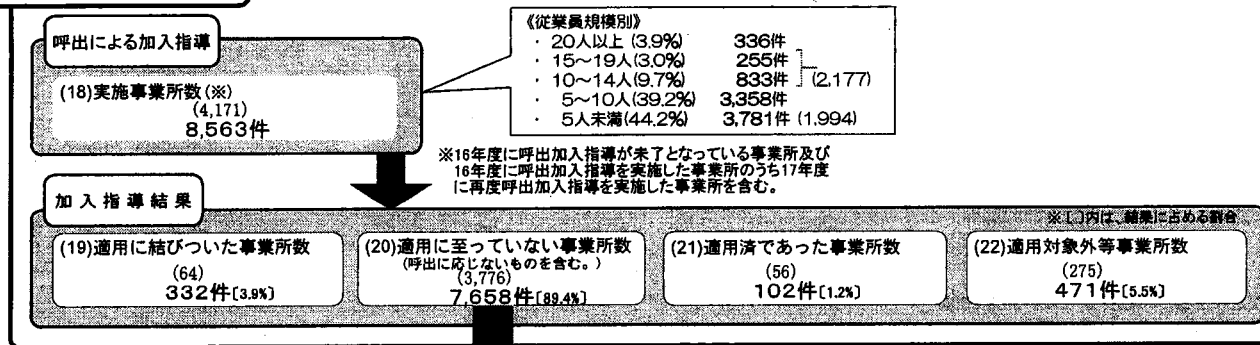 呼出による加入指導
(18)実施事業所数(※)
(4,171)
8,563件
《従業員規模別》
・ 20人以上(3.9%) 336件
・ 15～19人(3.0%) 255件
・ 10～14人(9.7%) 833件 (2,177)
・ 5～10人(39.2%) 3,358件
・ 5人未満(44.2%) 3,781件 (1,994)
※16年度に呼出加入指導が未了となっている事業所及び
16年度に呼出加入指導を実施した事業所のうち17年度
に再度呼出加入指導を実施した事業所を含む。
加入指導結果
※〔〕内は、結果に占める割合
(19)適用に結びついた事業所数
(64)
332件〔3.9%〕
(20)適用に至っていない事業所数
(呼出に応じないものを含む。)
(3,776)
7,658件〔89.4%〕
(21)適用済であった事業所数
(56)
102件〔1.2%〕
(22)適用対象外等事業所数
(275)
471件〔5.5%〕